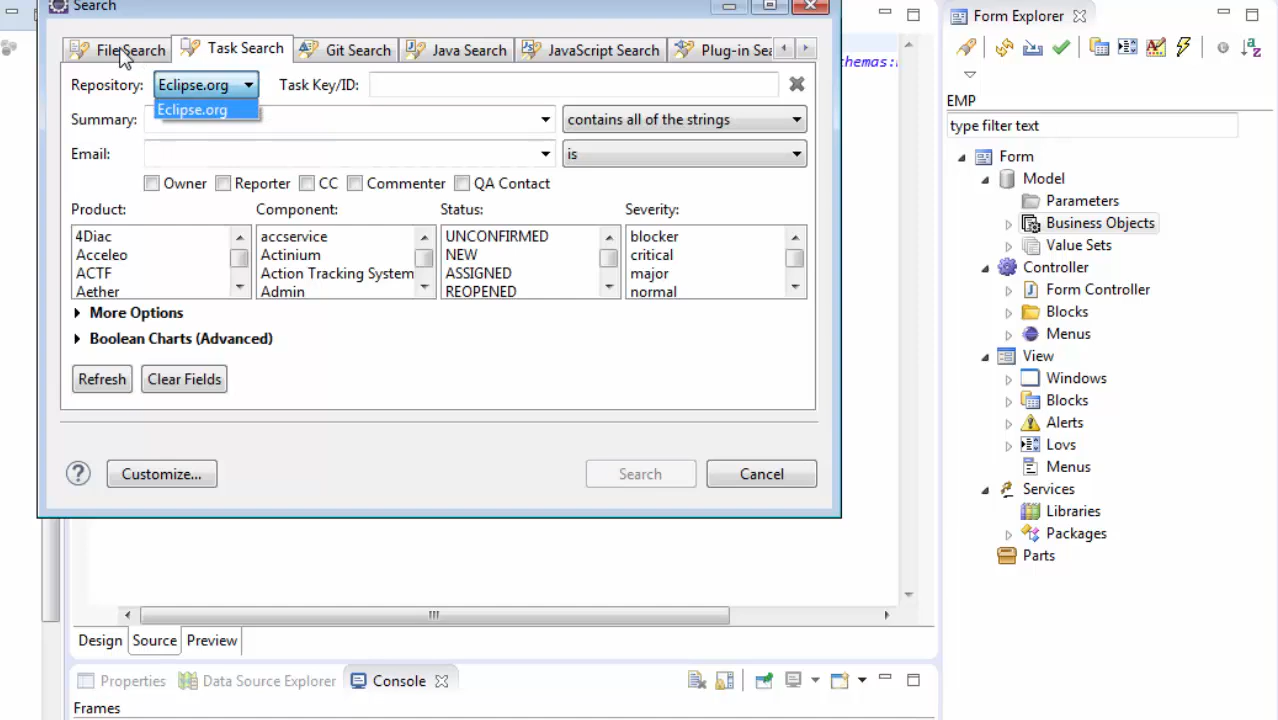 Search
File Search
Task Search
Git Search
Java Search
JavaScript Search
Plug-in Sea
Repository: Eclipse.org
Task Key/ID:
Eclipse.org
Summary:
contains all of the strings
Email:
is
Owner
Reporter
CC
Commenter
QA Contact
Product:
Component:
Status:
Severity:
4Diac
Acceleo
ACTF
Aether
accservice
Actinium
Action Tracking System
Admin
UNCONFIRMED
NEW
ASSIGNED
REOPENED
blocker
critical
major
normal
More Options
Boolean Charts (Advanced)
Refresh
Clear Fields
Customize...
Search
Cancel
chemas:
Design
Source
Preview
Properties
Data Source Explorer
Console
Frames
Form Explorer
EMP
type filter text
Form
Model
Parameters
Business Objects
Value Sets
Controller
Form Controller
Blocks
Menus
View
Windows
Blocks
Alerts
Lovs
Menus
Services
Libraries
Packages
Parts